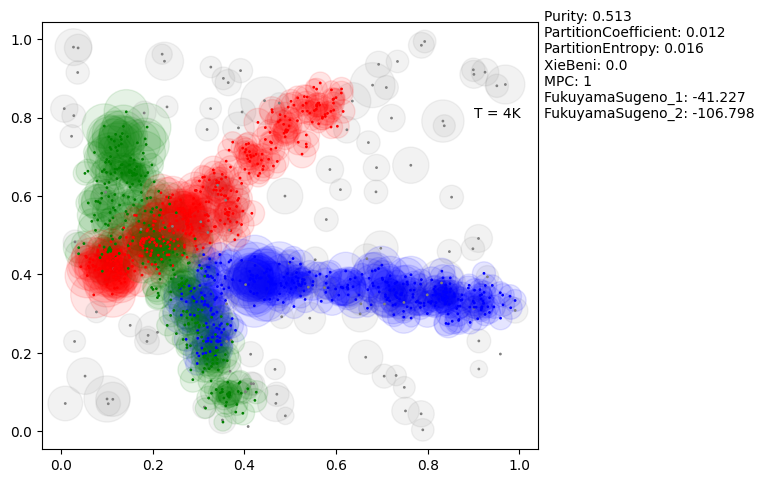 Purity: 0.513
PartitionCoefficient: 0.012
PartitionEntropy: 0.016
XieBeni: 0.0
MPC: 1
FukuyamaSugeno_1: -41.227
FukuyamaSugeno_2: -106.798
T = 4K
1.0
0.8
0.6
0.4
0.2
0.0
0.0 0.2 0.4 0.6 0.8 1.0